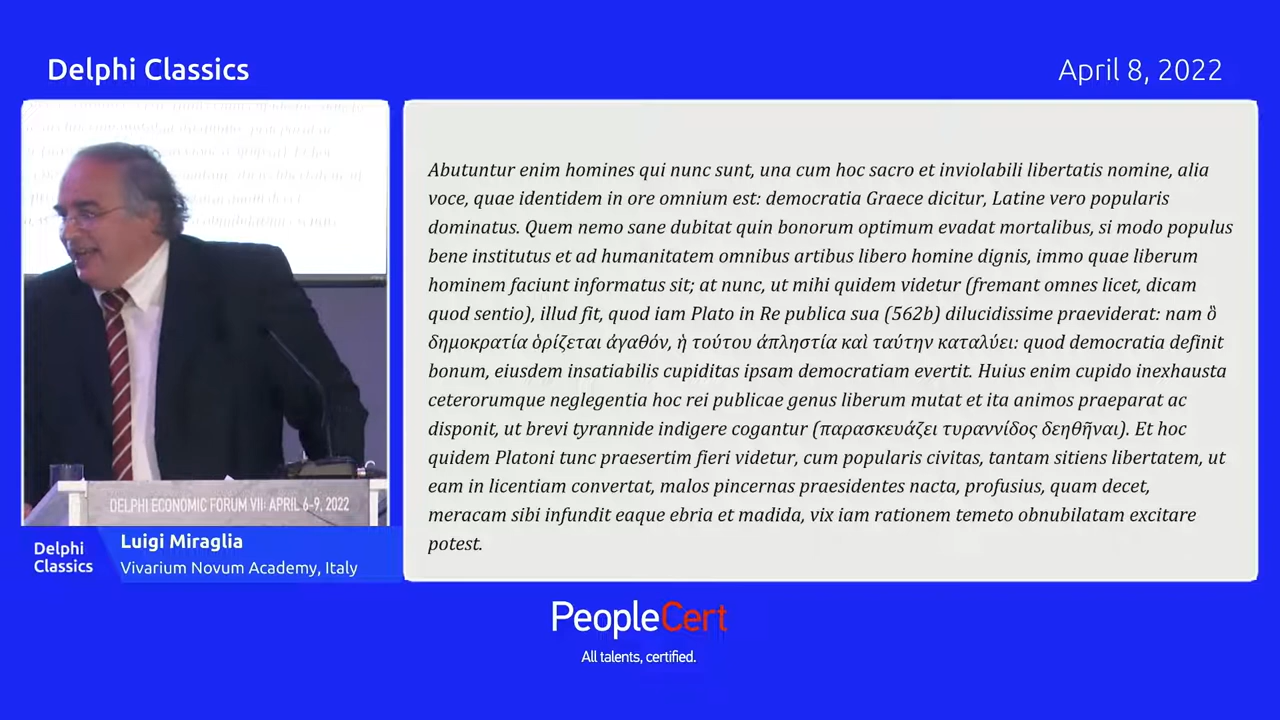 Delphi Classics
April 8, 2022
Abutuntur enim homines qui nunc sunt, una cum hoc sacro et inviolabili libertatis nomine, alia
voce, quae identidem in ore omnium est: democratia Graece dicitur, Latine vero popularis
dominatus. Quem nemo sane dubitat quin bonorum optimum evadat mortalibus, si modo populus
bene institutus et ad humanitatem omnibus artibus libero homine dignis, immo quae liberum
hominem faciunt informatus sit; at nunc, ut mihi quidem videtur (fremant omnes licet, dicam
quod sentio), illud fit, quod iam Plato in Re publica sua (562b) dilucidissime praeviderat: nam ὃ
δημοκρατία ὁρίζεται ἀγαθόν, ἡ τούτου ἀπληστία καὶ ταύτην καταλύει: quod democratia definit
bonum, eiusdem insatiabilis cupiditas ipsam democratiam evertit. Huius enim cupido inexhausta
ceterorumque neglegentia hoc rei publicae genus liberum mutat et ita animos praeparat ac
disponit, ut brevi tyrannide indigere cogantur (παρασκευάζει τυραννίδος δεηθῆναι). Et hoc
quidem Platoni tunc praesertim fieri videtur, cum popularis civitas, tantam sitiens libertatem, ut
eam in licentiam convertat, malos pincernas praesidentes nacta, profusius, quam decet,
meracam sibi infundit eaque ebria et madida, vix iam rationem temeto obnubilatam excitare
potest.
DELPHI ECONOMIC FORUM VII: APRIL 6-9, 2022
Delphi
Classics
Luigi Miraglia
Vivarium Novum Academy, Italy
PeopleCert
All talents, certified.